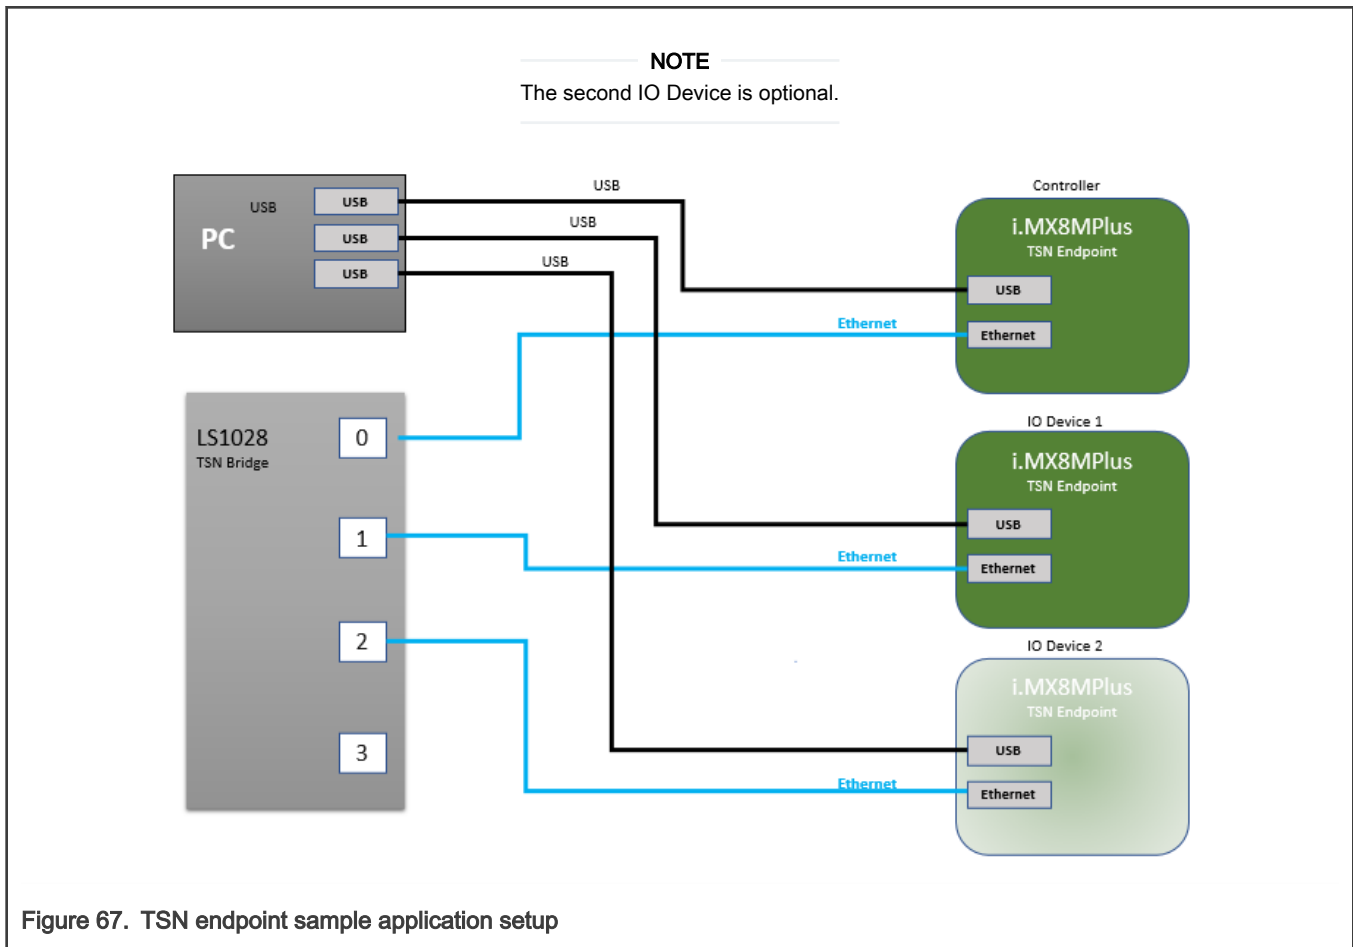 NOTE
The second IO Device is optional.
USB
PC
USB
USB
USB
USB
USB
USB
Controller
i.MX8MPlus
TSN Endpoint
USB
Ethernet
Ethernet
LS1028
TSN Bridge
0
1
2
3
IO Device 1
i.MX8MPlus
TSN Endpoint
USB
Ethernet
Ethernet
IO Device 2
i.MX8MPlus
TSN Endpoint
USB
Ethernet
Ethernet
Figure 67. TSN endpoint sample application setup